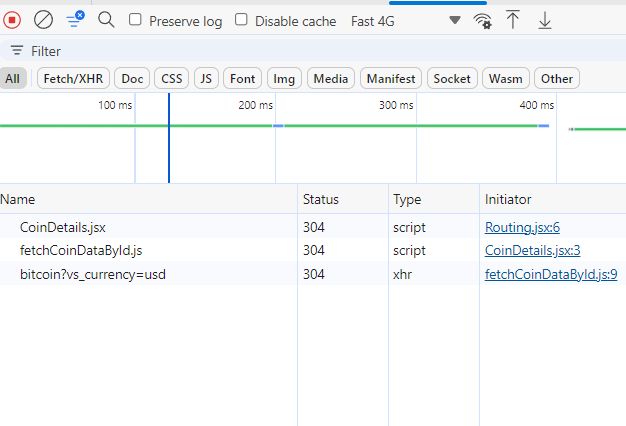 Preserve log Disable cache Fast 4G
Filter
All Fetch/XHR Doc CSS JS Font Img Media Manifest Socket Wasm Other
100 ms 200 ms 300 ms 400 ms
Name Status Type Initiator
CoinDetails.jsx 304 script Routing.jsx:6
fetchCoinDataById.js 304 script CoinDetails.jsx:3
bitcoin?vs_currency=usd 304 xhr fetchCoinDataById.js:9